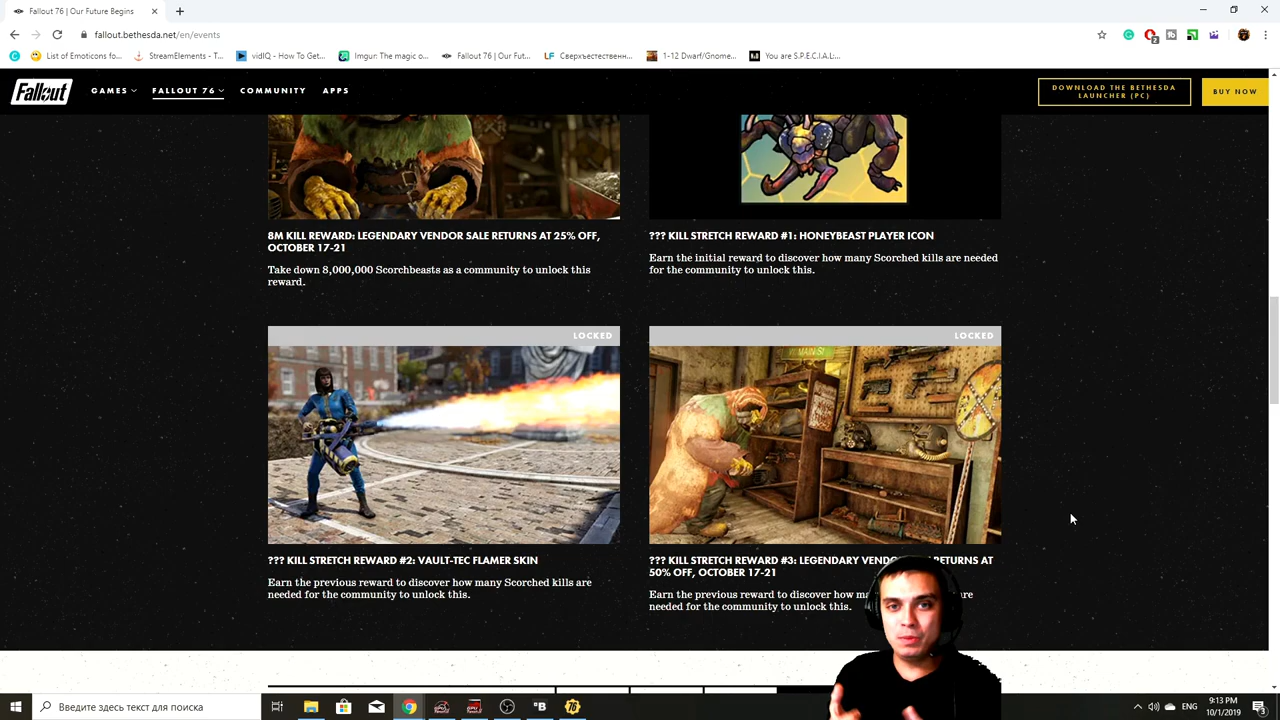 Fallout 76 | Our Future Begins
fallout.bethesda.net/en/events
List of Emoticons fo...
StreamElements - T...
vidIQ - How To Get...
Imgur: The magic o...
Fallout 76 | Our Fut...
Сверхъестественн...
1-12 Dwarf/Gnome...
You are S.P.E.C.I.A.L:...
Fallout
GAMES
FALLOUT 76
COMMUNITY
APPS
DOWNLOAD THE BETHESDA
LAUNCHER (PC)
BUY NOW
8M KILL REWARD: LEGENDARY VENDOR SALE RETURNS AT 25% OFF,
OCTOBER 17-21
Take down 8,000,000 Scorchbeasts as a community to unlock this
reward.
??? KILL STRETCH REWARD #1: HONEYBEAST PLAYER ICON
Earn the initial reward to discover how many Scorched kills are needed
for the community to unlock this.
LOCKED
??? KILL STRETCH REWARD #2: VAULT-TEC FLAMER SKIN
Earn the previous reward to discover how many Scorched kills are
needed for the community to unlock this.
LOCKED
MAIN ST
??? KILL STRETCH REWARD #3: LEGENDARY RETURNS AT
50% OFF, OCTOBER 17-21
Earn the previous reward to discover how are
needed for the community to unlock this.
Введите здесь текст для поиска
ENG
9:13 PM
10/1/2019